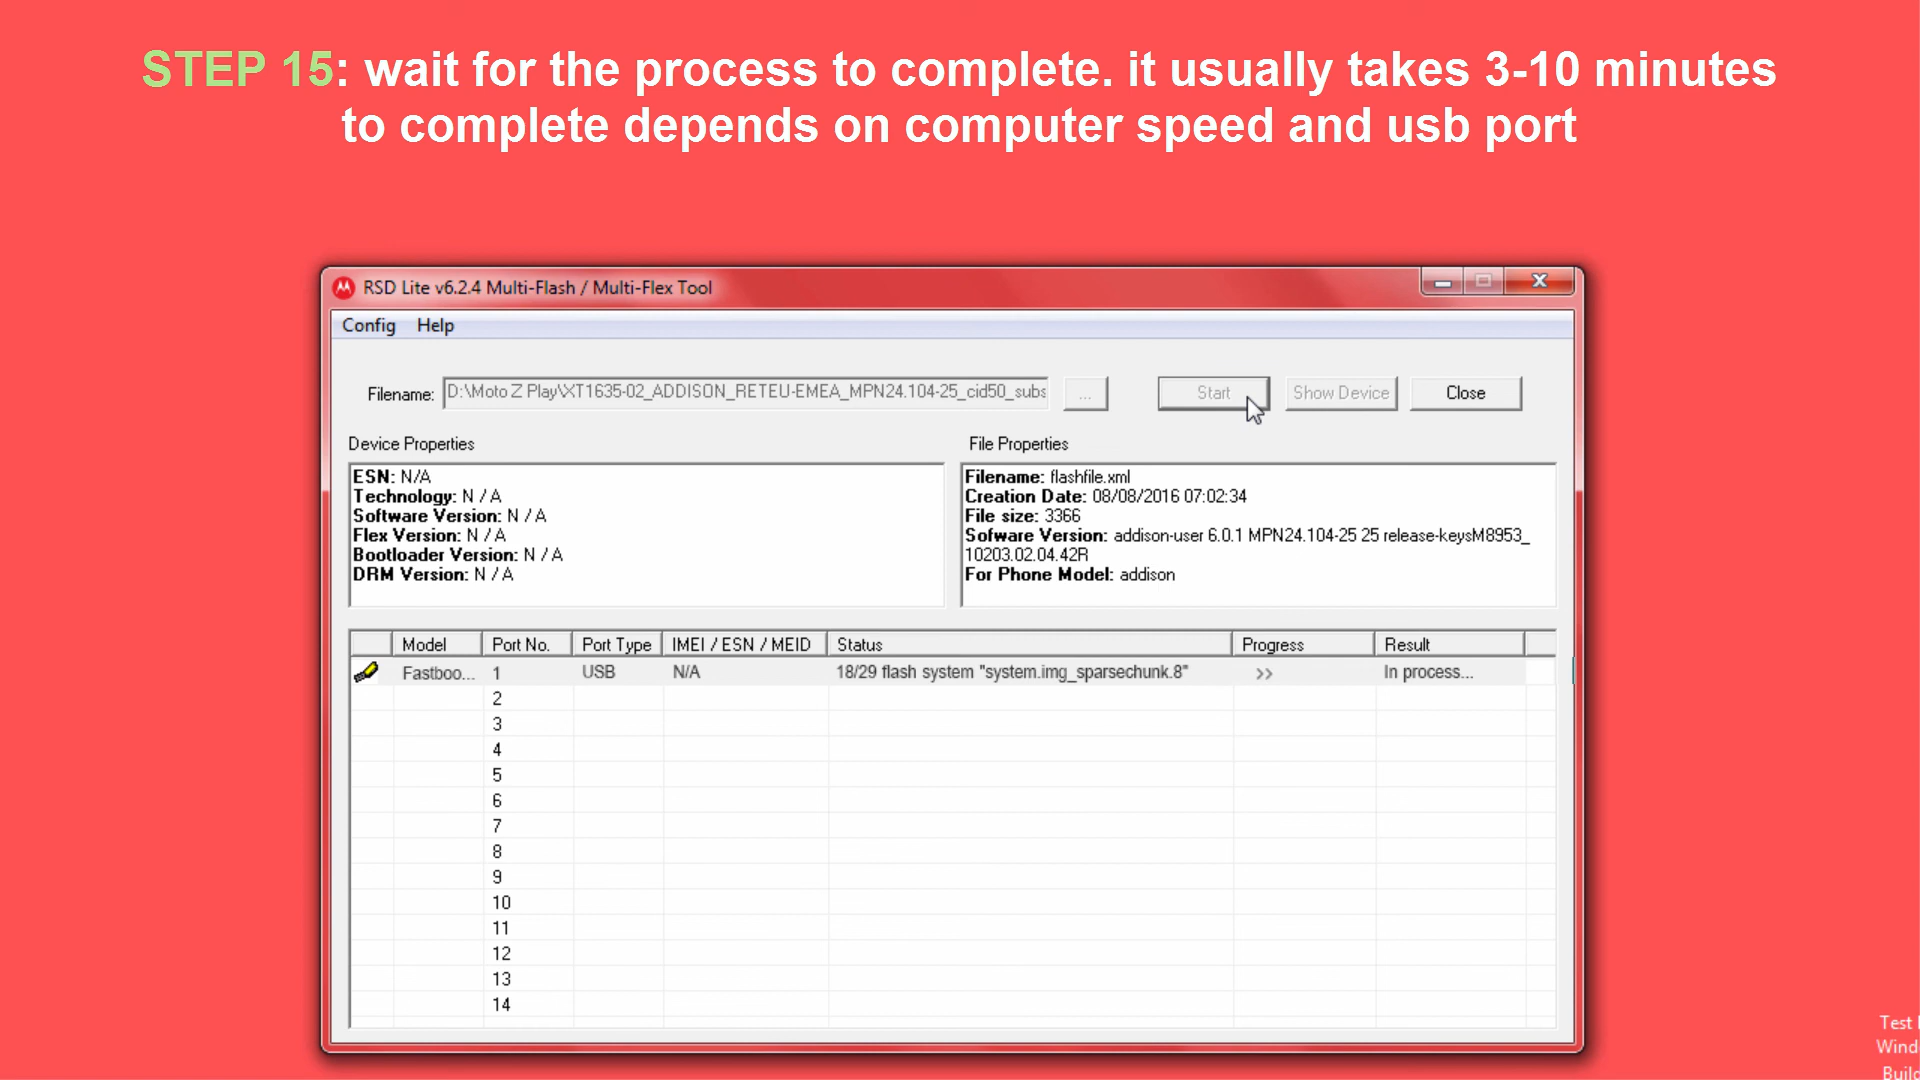 STEP 15: wait for the process to complete. it usually takes 3-10 minutes
to complete depends on computer speed and usb port
RSD Lite v6.2.4 Multi-Flash / Multi-Flex Tool
Config Help
Filename: D:\Moto Z Play\XT1635-02_ADDISON_RETEU-EMEA_MPN24.104-25_cid50_subs ... Start Show Device Close
Device Properties
ESN: N/A
Technology: N / A
Software Version: N / A
Flex Version: N / A
Bootloader Version: N / A
DRM Version: N / A
File Properties
Filename: flashfile.xml
Creation Date: 08/08/2016 07:02:34
File size: 3366
Sofware Version: addison-user 6.0.1 MPN24.104-25 25 release-keysM8953_
10203.02.04.42R
For Phone Model: addison
Model Port No. Port Type IMEI / ESN / MEID Status Progress Result
Fastboo... 1 USB N/A 18/29 flash system "system.img_sparsechunk.8" >> In process...
2
3
4
5
6
7
8
9
10
11
12
13
14
Test
Wind
Build